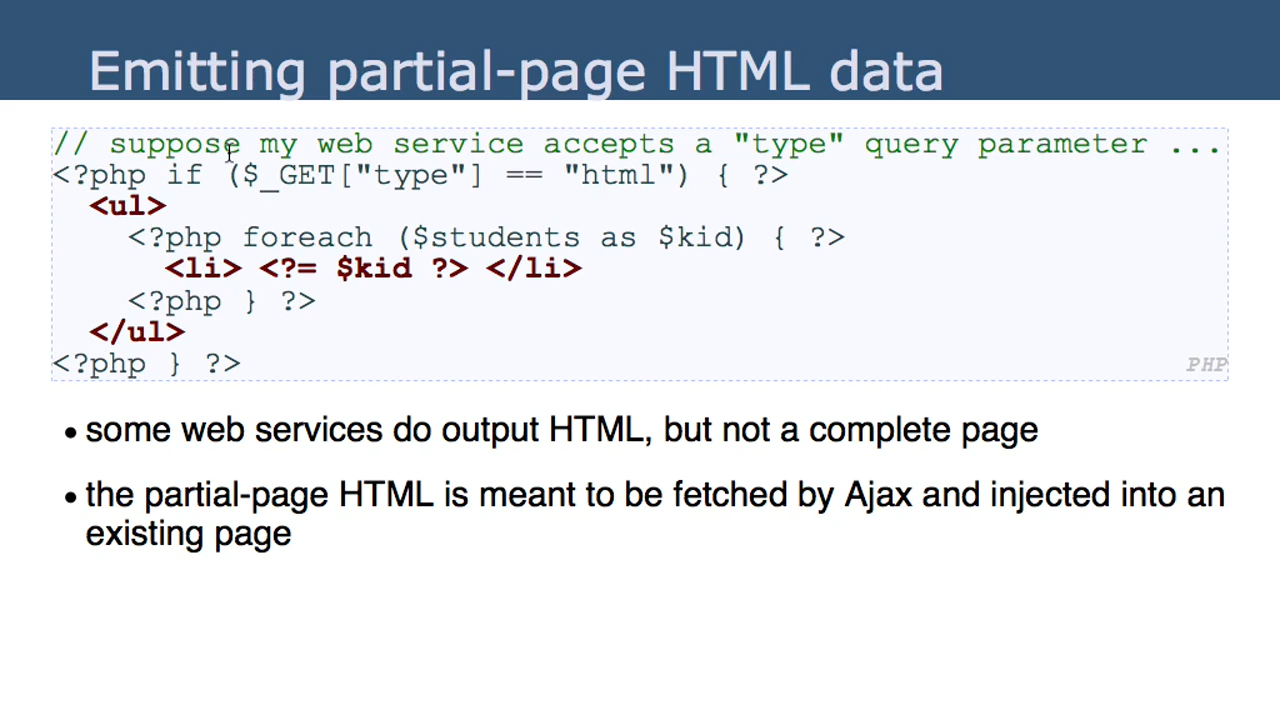 Emitting partial-page HTML data
// suppose my web service accepts a "type" query parameter ...
<?php if ($_GET["type"] == "html") { ?>
<ul>
<?php foreach ($students as $kid) { ?>
<li> <?= $kid ?> </li>
<?php } ?>
</ul>
<?php } ?>
PHP
• some web services do output HTML, but not a complete page
• the partial-page HTML is meant to be fetched by Ajax and injected into an
existing page